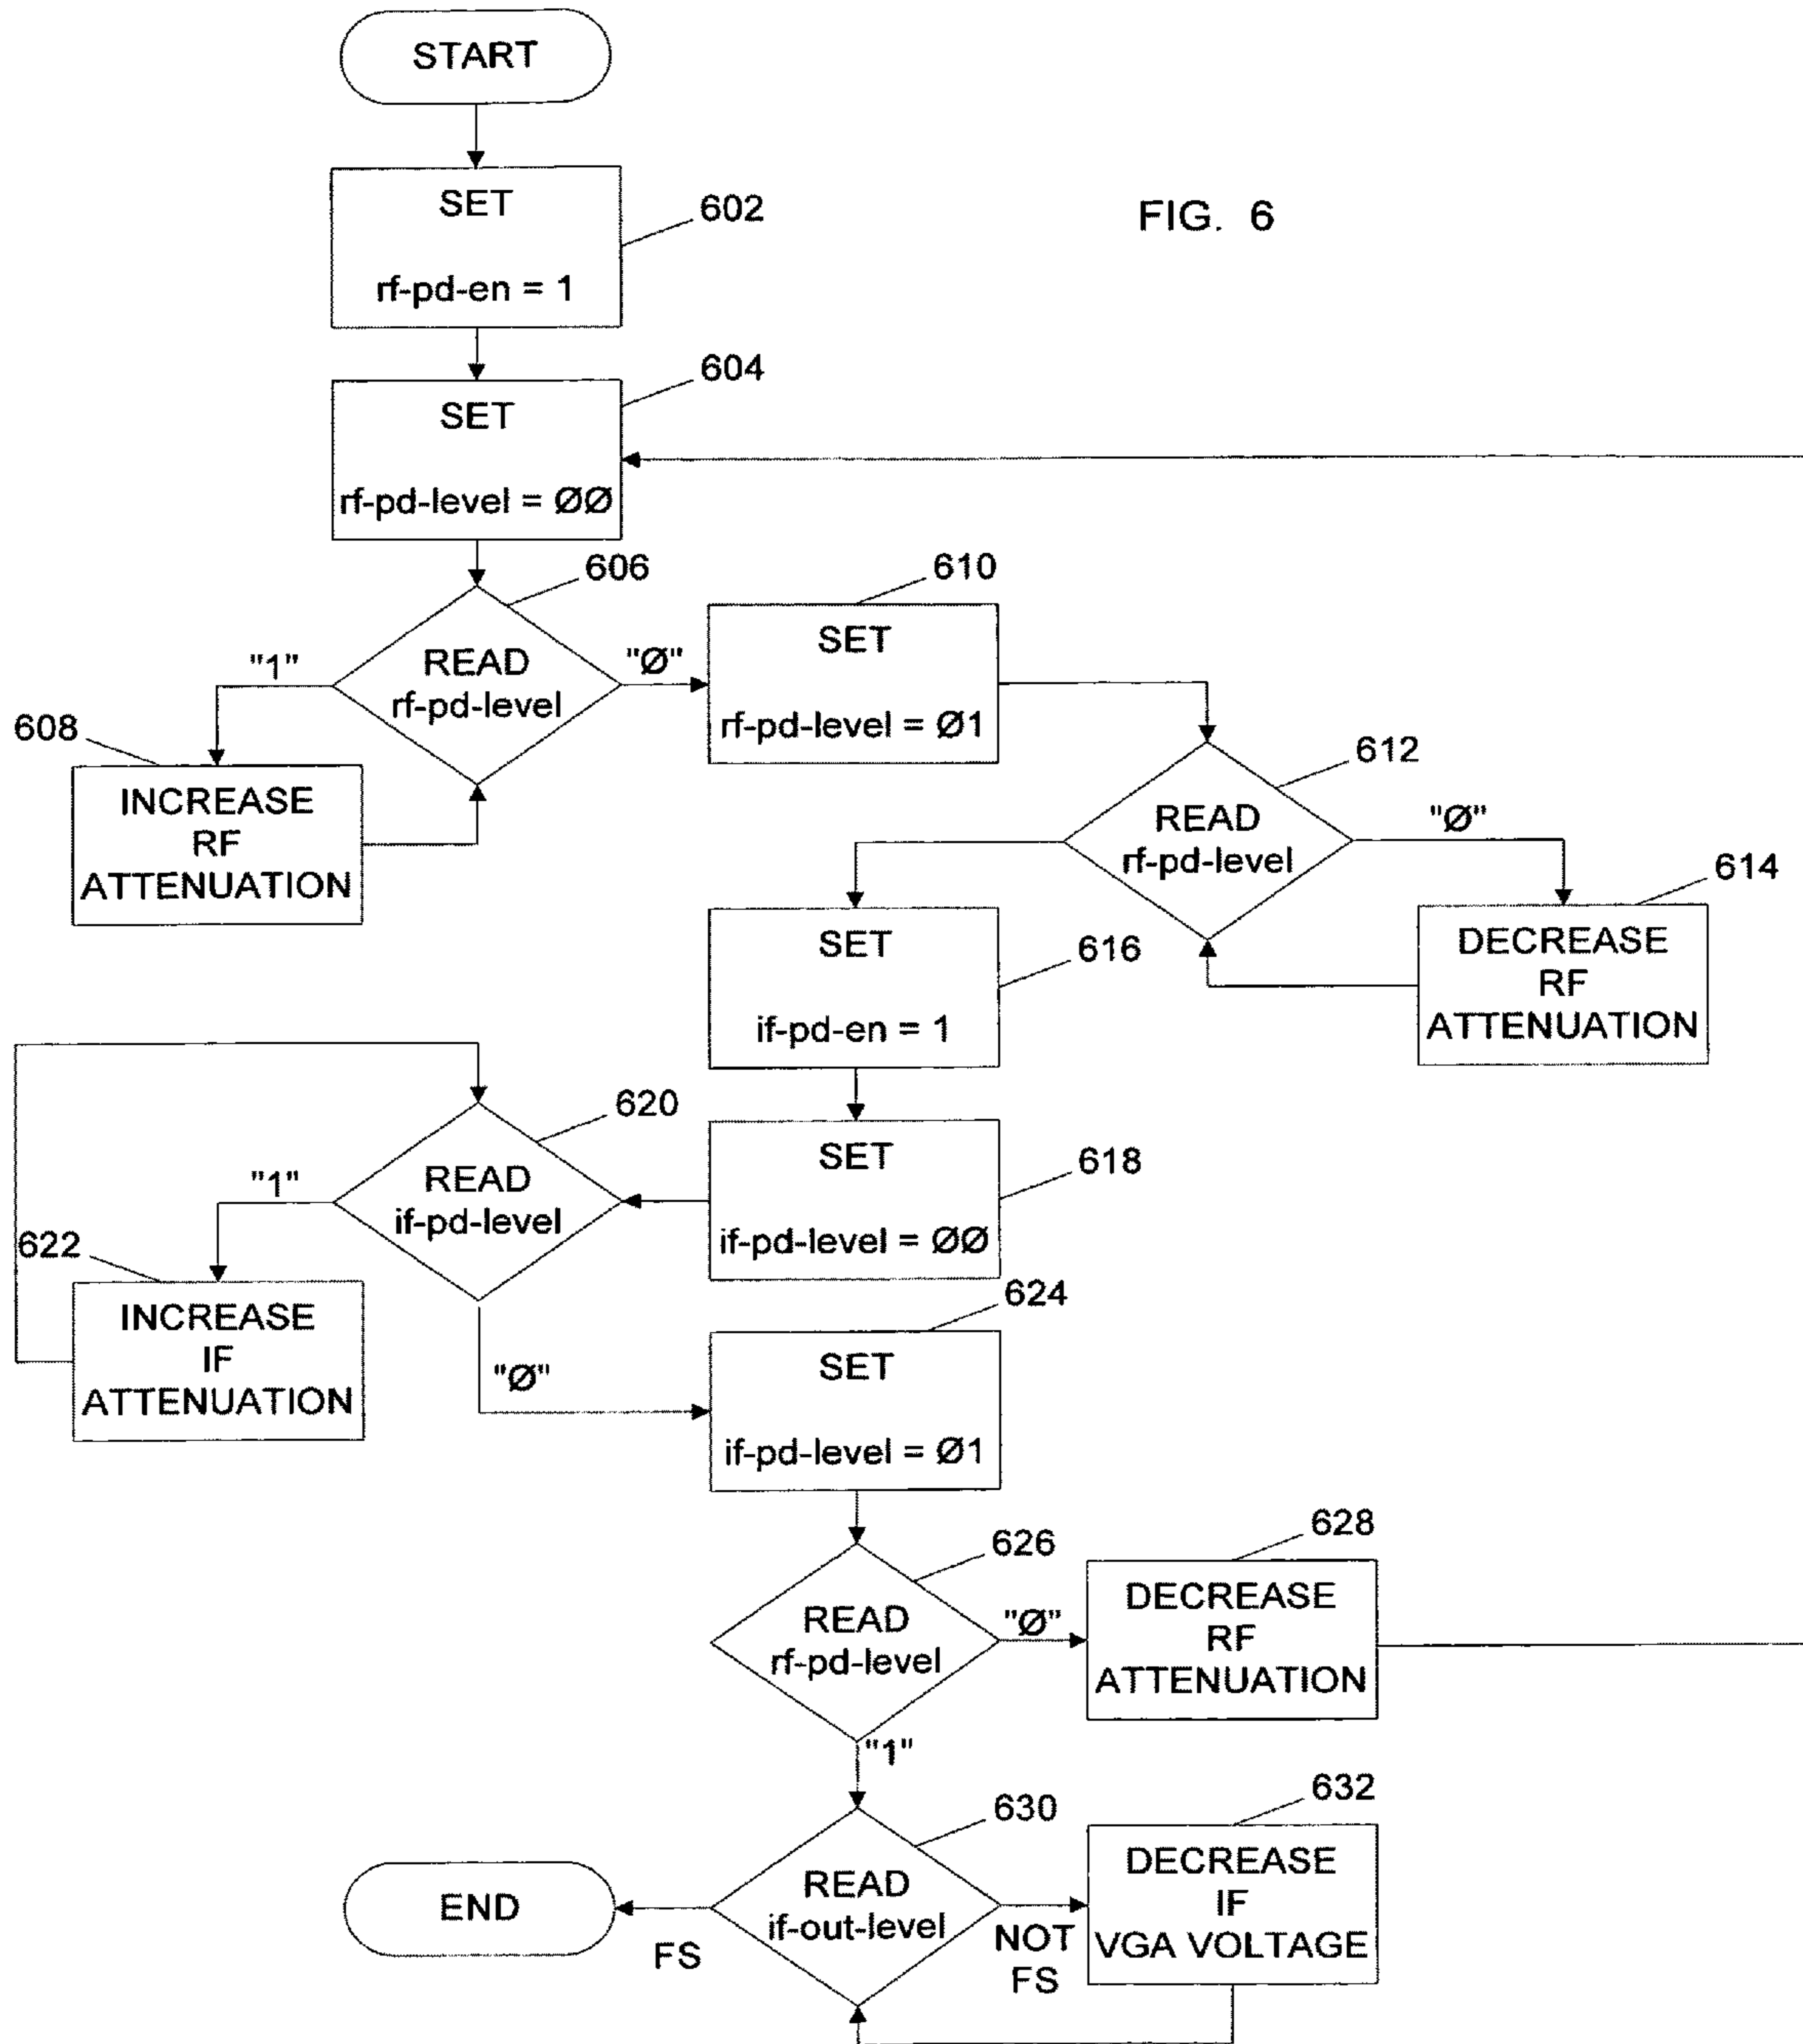 START
SET
rf-pd-en = 1
602
FIG. 6
604
SET
rf-pd-level = ØØ
606
READ
rf-pd-level
"1"
"Ø"
608
INCREASE
RF
ATTENUATION
610
SET
rf-pd-level = Ø1
612
READ
rf-pd-level
"Ø"
614
DECREASE
RF
ATTENUATION
SET
if-pd-en = 1
616
SET
if-pd-level = ØØ
618
620
READ
if-pd-level
"1"
622
INCREASE
IF
ATTENUATION
"Ø"
624
SET
if-pd-level = Ø1
626
READ
rf-pd-level
"Ø"
628
DECREASE
RF
ATTENUATION
"1"
630
READ
if-out-level
FS
END
NOT
FS
632
DECREASE
IF
VGA VOLTAGE